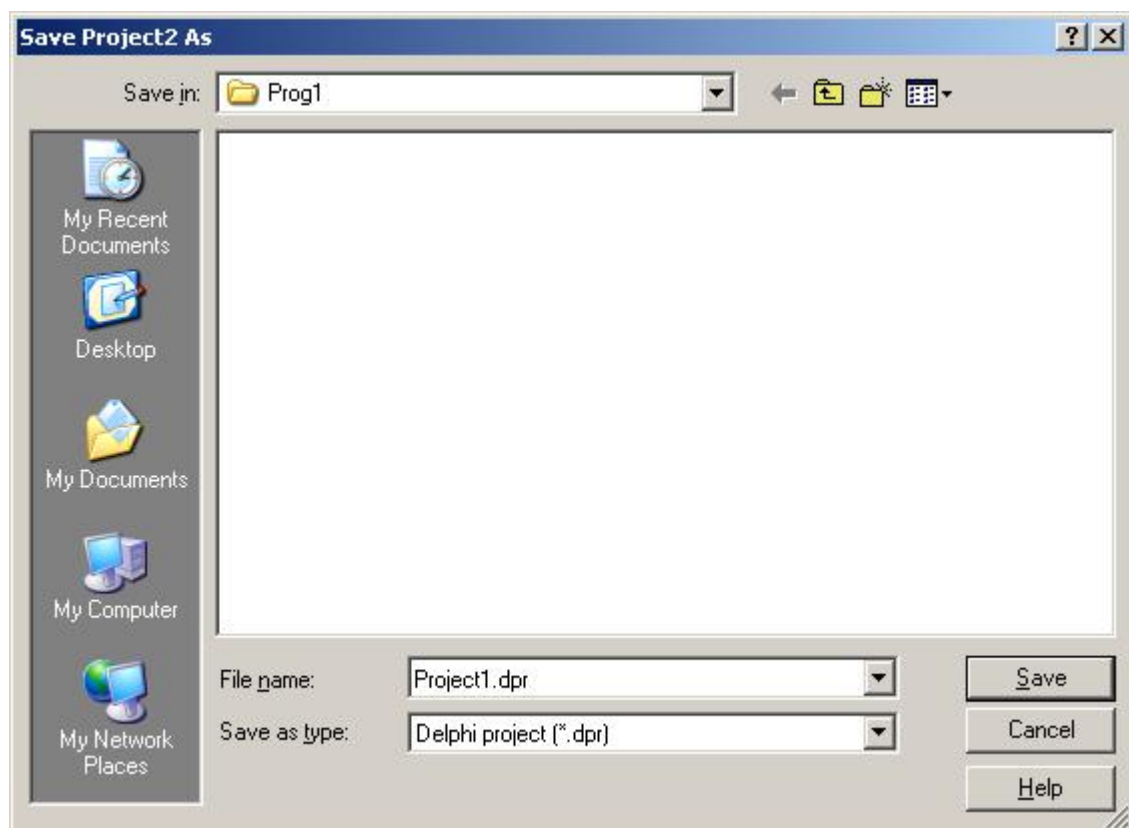 Save Project2 As
Save in: Prog1
My Recent
Documents
Desktop
My Documents
My Computer
My Network
Places
File name: Project1.dpr Save
Save as type: Delphi project (*.dpr) Cancel
Help